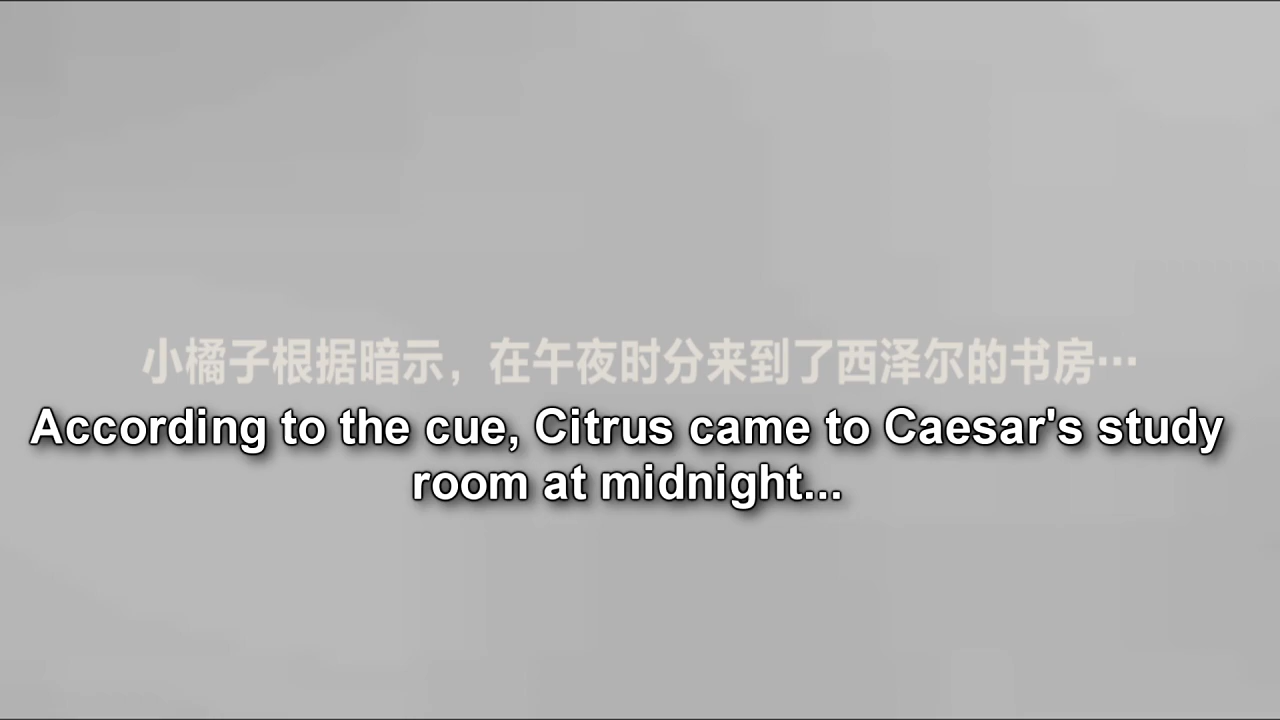 小橘子根据暗示，在午夜时分来到了西泽尔的书房…
According to the cue, Citrus came to Caesar's study
room at midnight...